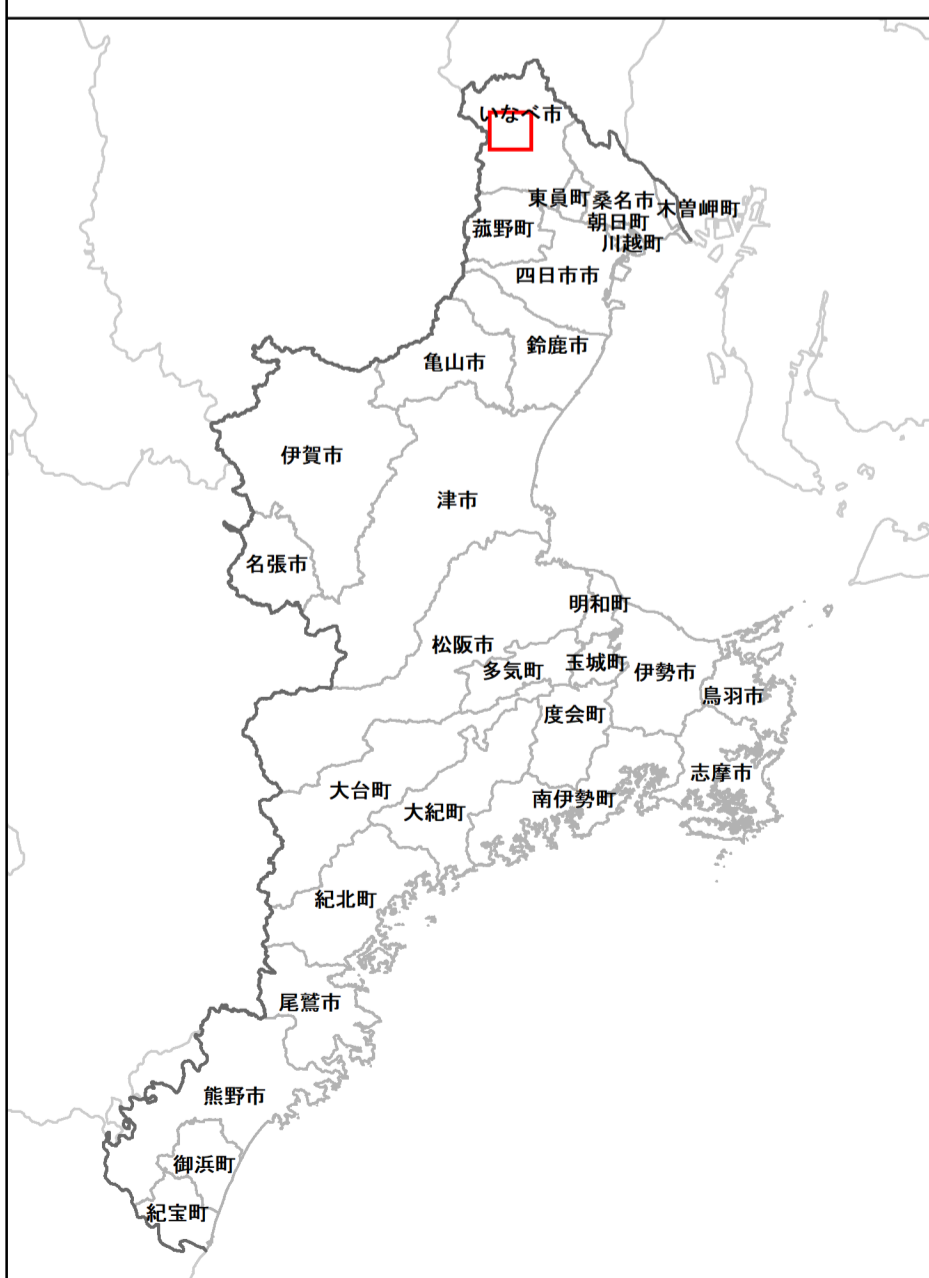 いなべ市
東員町
桑名市
木曽岬町
朝日町
菰野町
川越町
四日市市
鈴鹿市
亀山市
伊賀市
津市
名張市
明和町
松阪市
多気町
玉城町
伊勢市
鳥羽市
度会町
志摩市
大台町
南伊勢町
大紀町
紀北町
尾鷲市
熊野市
御浜町
紀宝町